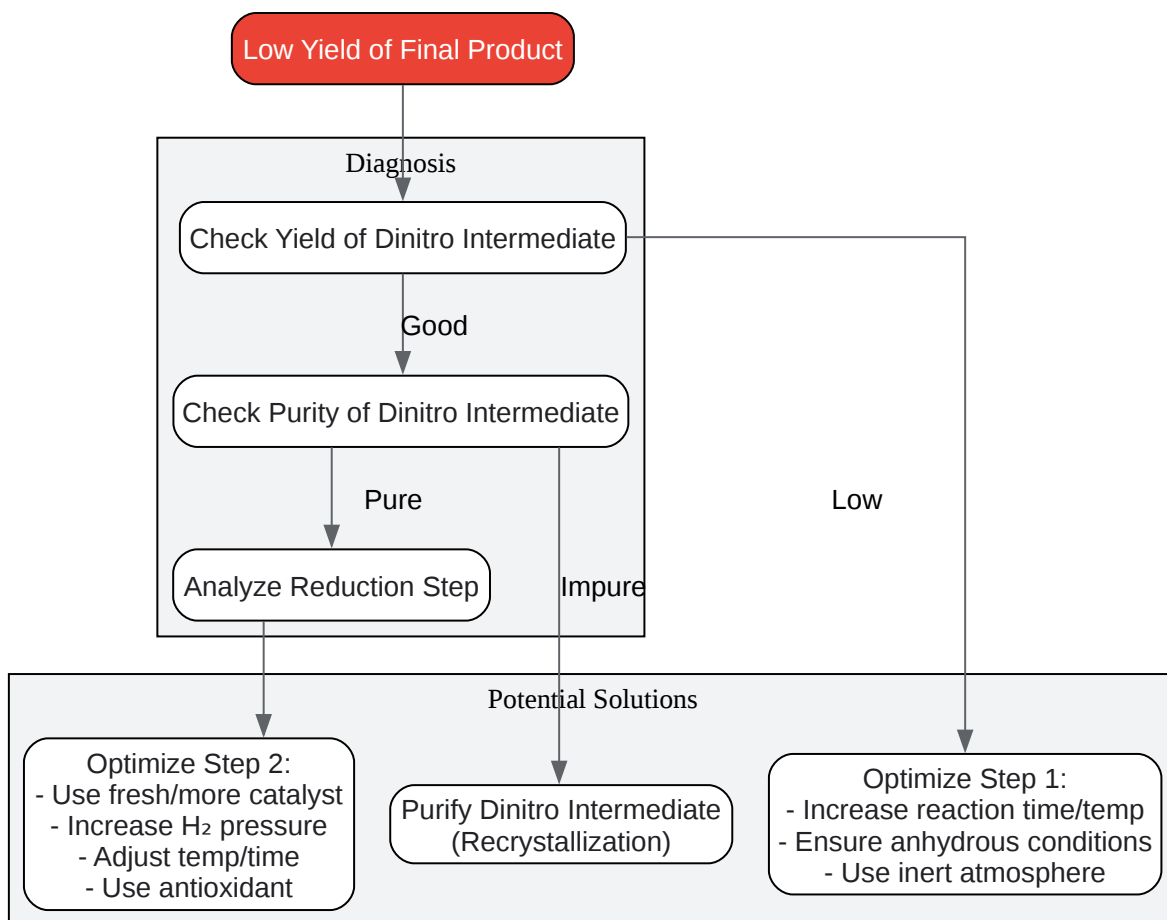 Low Yield of Final Product
Diagnosis
Check Yield of Dinitro Intermediate
Good
Check Purity of Dinitro Intermediate
Pure
Low
Analyze Reduction Step
Impure
Potential Solutions
Optimize Step 2:
- Use fresh/more catalyst
- Increase H₂ pressure
- Adjust temp/time
- Use antioxidant
Purify Dinitro Intermediate
(Recrystallization)
Optimize Step 1:
- Increase reaction time/temp
- Ensure anhydrous conditions
- Use inert atmosphere